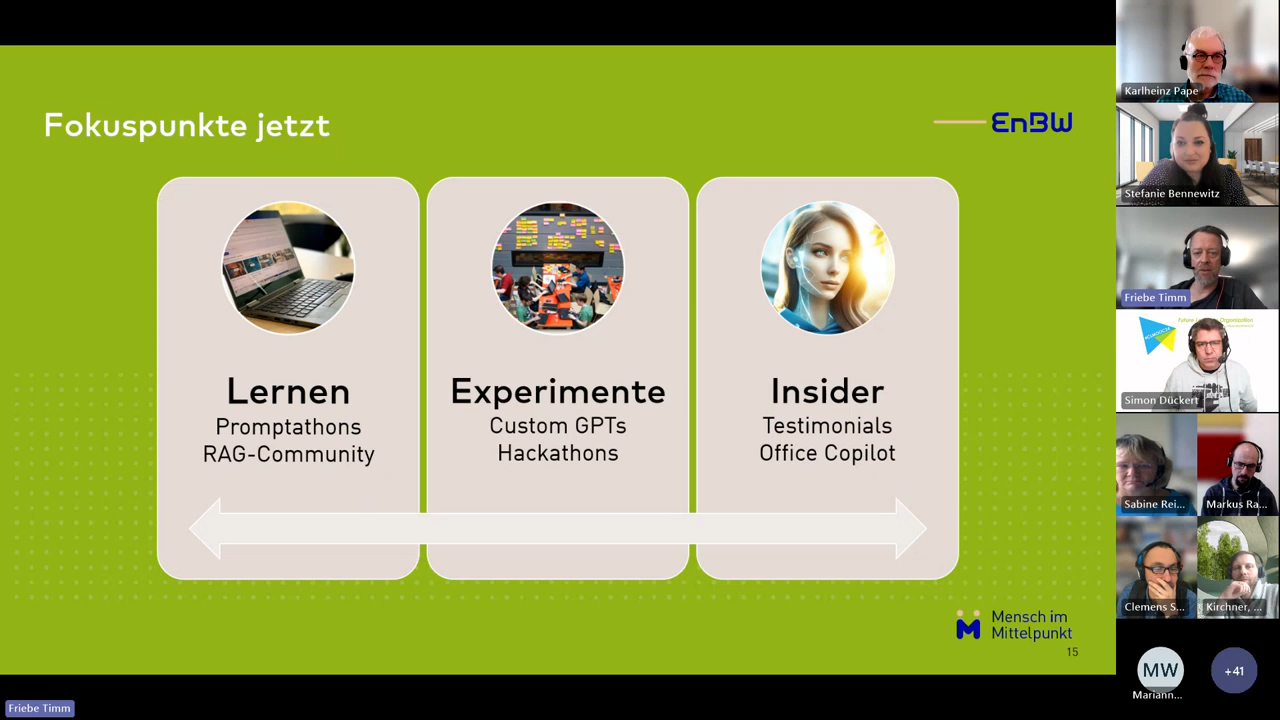 Fokuspunkte jetzt
EnBW
Lernen
Promptathons
RAG-Community
Experimente
Custom GPTs
Hackathons
Insider
Testimonials
Office Copilot
Mensch im
Mittelpunkt
15
Friebe Timm
Karlheinz Pape
Stefanie Bennewitz
Friebe Timm
Simon Dückert
Sabine Rei...
Markus Ra...
Clemens S...
Kirchner, ...
MW
Mariann...
+41